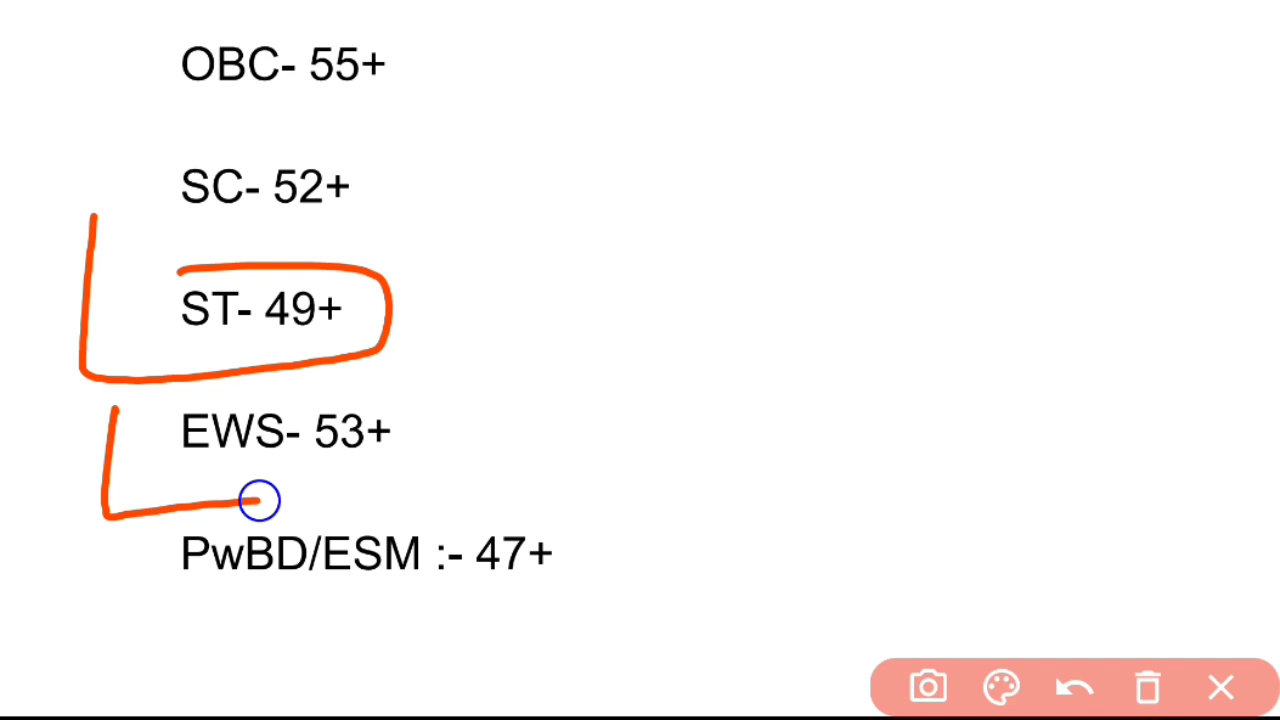 OBC- 55+
SC- 52+
ST- 49+
EWS- 53+
PwBD/ESM :- 47+